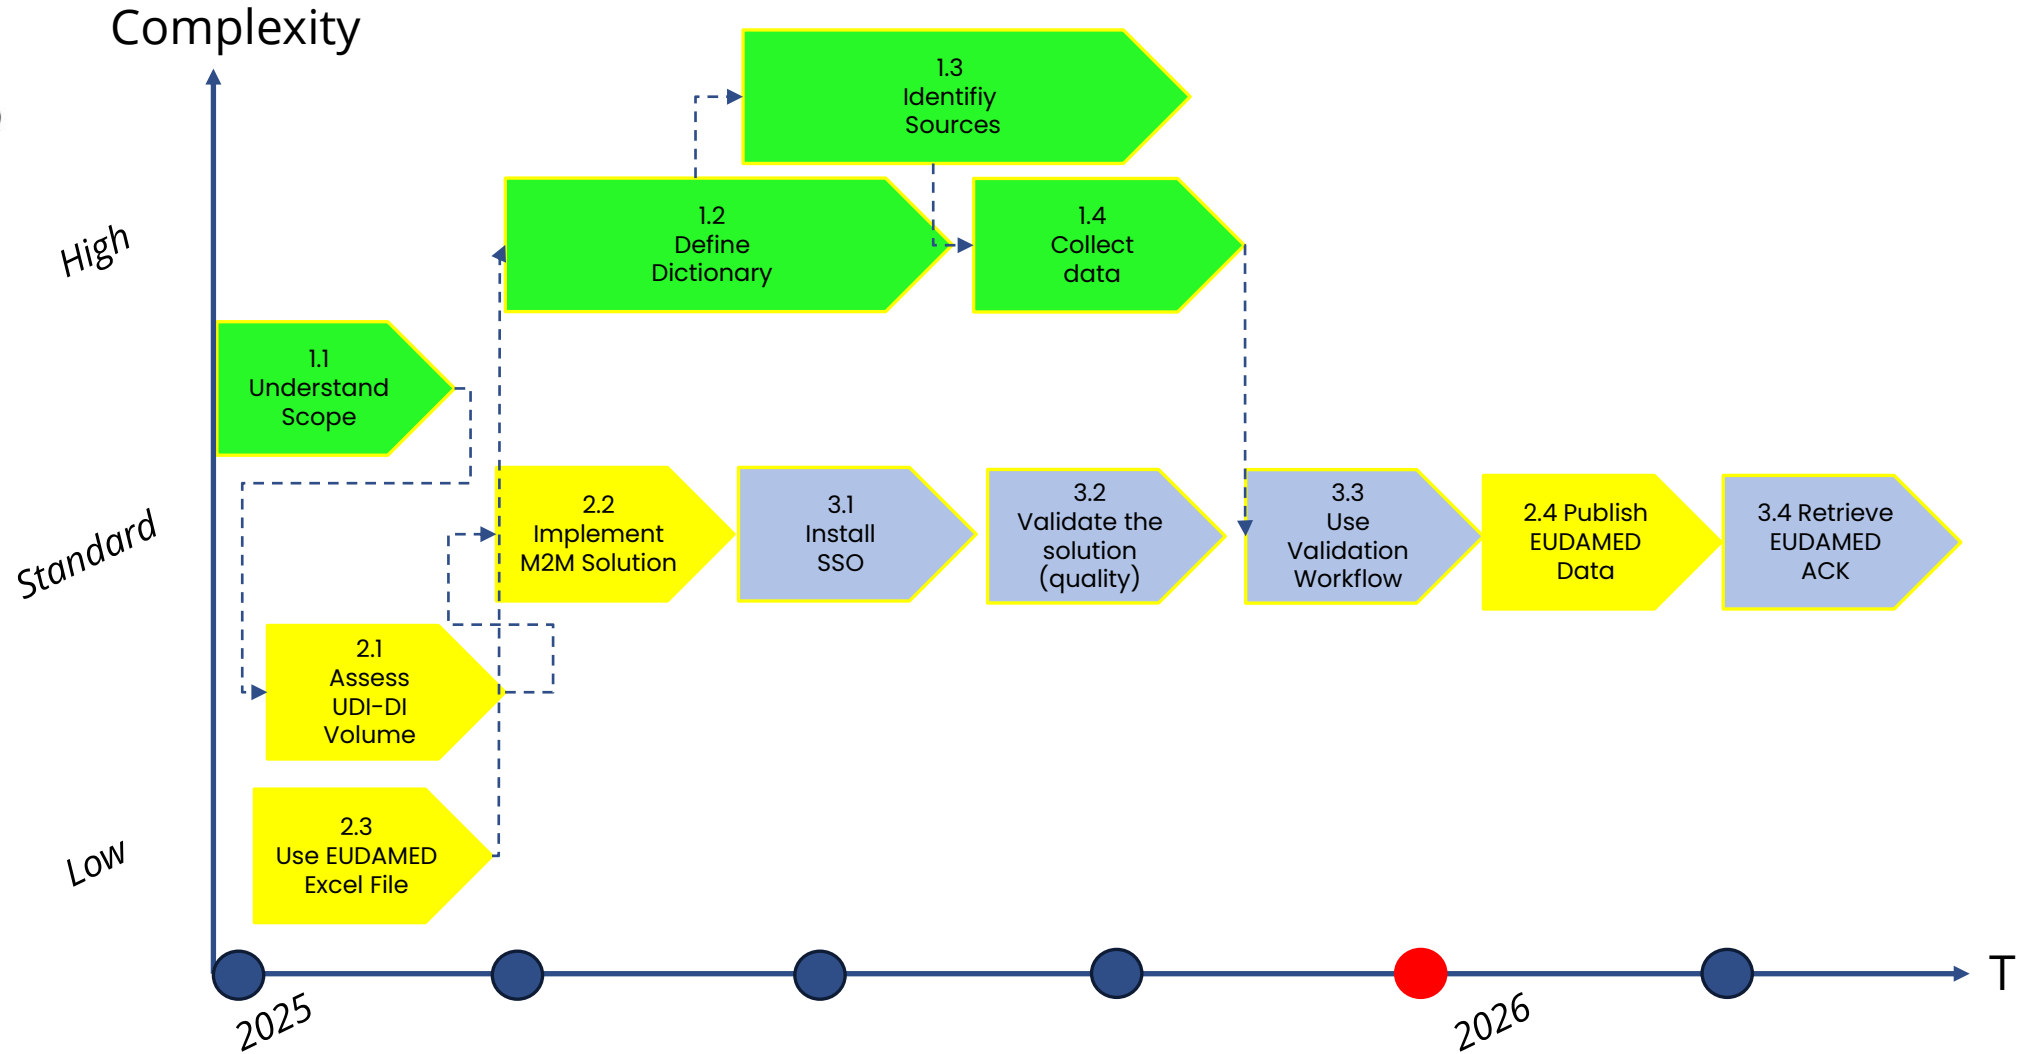 Complexity
1.3
Identifiy
Sources
1.2
Define
Dictionary
1.4
Collect
data
High
1.1
Understand
Scope
2.2
Implement
M2M Solution
3.1
Install
SSO
3.2
Validate the
solution
(quality)
3.3
Use
Validation
Workflow
2.4 Publish
EUDAMED
Data
3.4 Retrieve
EUDAMED
ACK
Standard
2.1
Assess
UDI-DI
Volume
2.3
Use EUDAMED
Excel File
Low
T
2025
2026